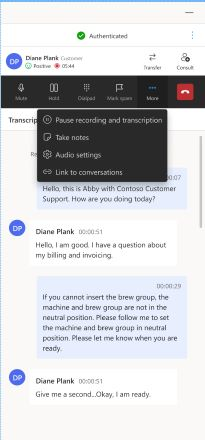 Authenticated
DP
Diane Plank Customer
Positive 05:44
Transfer
Consult
Mute
Hold
Dialpad
Mark spam
More
Transcrip
Pause recording and transcription
Take notes
Audio settings
Link to conversations
Re
:07
Hello, this is Abby with Contoso Customer
Support. How are you doing today?
DP
Diane Plank 00:00:51
Hello, I am good. I have a question about
my billing and invoicing.
00:00:29
If you cannot insert the brew group, the
machine and brew group are not in the
neutral position. Please follow me to set
the machine and brew group in neutral
position. Please let me know when you are
ready.
DP
Diane Plank 00:00:51
Give me a second...Okay, I am ready.